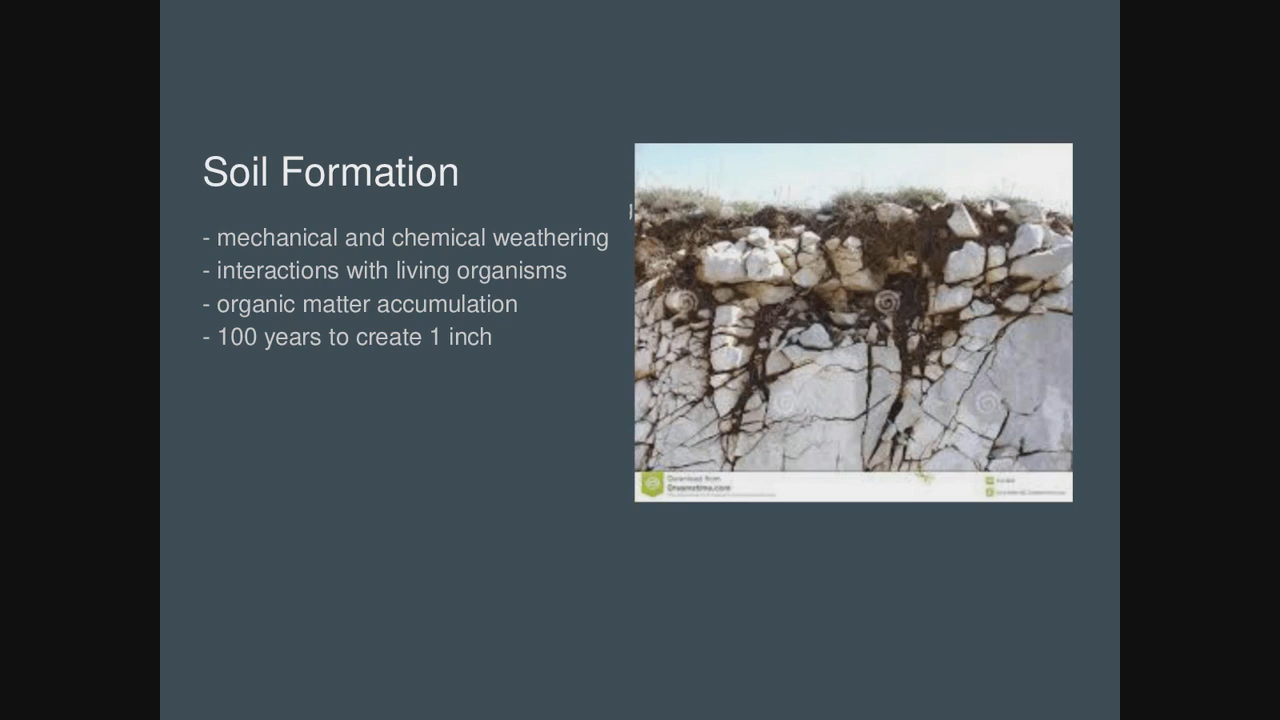 Soil Formation
- mechanical and chemical weathering
- interactions with living organisms
- organic matter accumulation
- 100 years to create 1 inch
Download from
Dreamstime.com